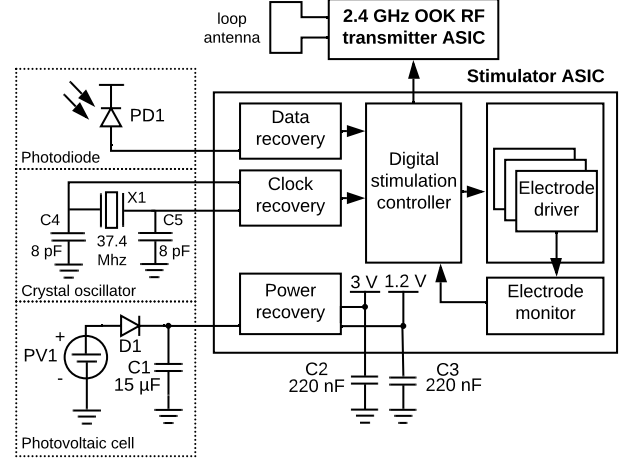 loop
antenna
2.4 GHz OOK RF
transmitter ASIC
Stimulator ASIC
PD1
Photodiode
Data
recovery
Digital
stimulation
controller
Electrode
driver
X1
C4
C5
8 pF
37.4
Mhz
8 pF
Crystal oscillator
Clock
recovery
Power
recovery
3 V
1.2 V
Electrode
monitor
+
PV1
-
D1
C1
15 µF
Photovoltaic cell
C2
220 nF
C3
220 nF